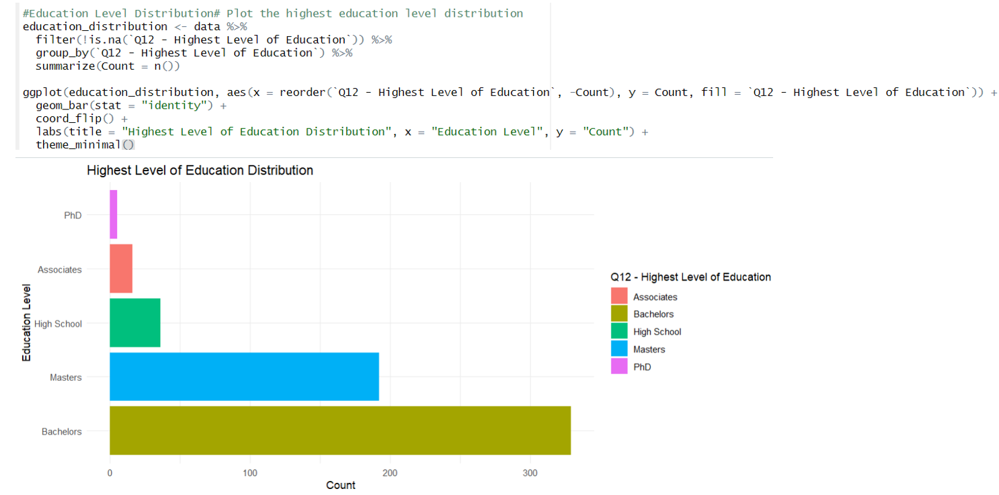 #Education Level Distribution# Plot the highest education level distribution
education_distribution <- data %>%
  filter(!is.na(`Q12 - Highest Level of Education`)) %>%
  group_by(`Q12 - Highest Level of Education`) %>%
  summarize(Count = n())

ggplot(education_distribution, aes(x = reorder(`Q12 - Highest Level of Education`, -Count), y = Count, fill = `Q12 - Highest Level of Education`)) +
  geom_bar(stat = "identity") +
  coord_flip() +
  labs(title = "Highest Level of Education Distribution", x = "Education Level", y = "Count") +
  theme_minimal()
Highest Level of Education Distribution
PhD
Associates
High School
Masters
Bachelors
Education Level
0 100 200 300
Count
Q12 - Highest Level of Education
Associates
Bachelors
High School
Masters
PhD